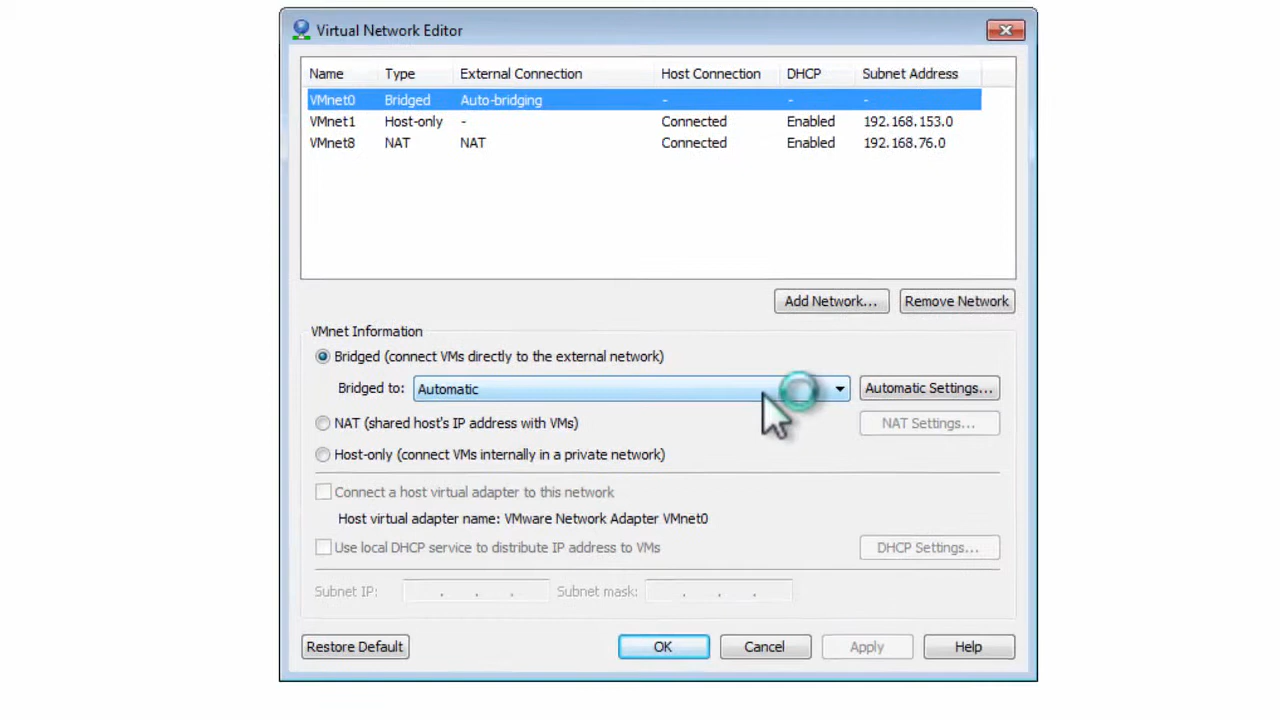 Virtual Network Editor
Name Type External Connection Host Connection DHCP Subnet Address
VMnet0 Bridged Auto-bridging - - -
VMnet1 Host-only - Connected Enabled 192.168.153.0
VMnet8 NAT NAT Connected Enabled 192.168.76.0
Add Network... Remove Network
VMnet Information
Bridged (connect VMs directly to the external network)
Bridged to: Automatic Automatic Settings...
NAT (shared host's IP address with VMs) NAT Settings...
Host-only (connect VMs internally in a private network)
Connect a host virtual adapter to this network
Host virtual adapter name: VMware Network Adapter VMnet0
Use local DHCP service to distribute IP address to VMs DHCP Settings...
Subnet IP: . . . Subnet mask: . . .
Restore Default OK Cancel Apply Help